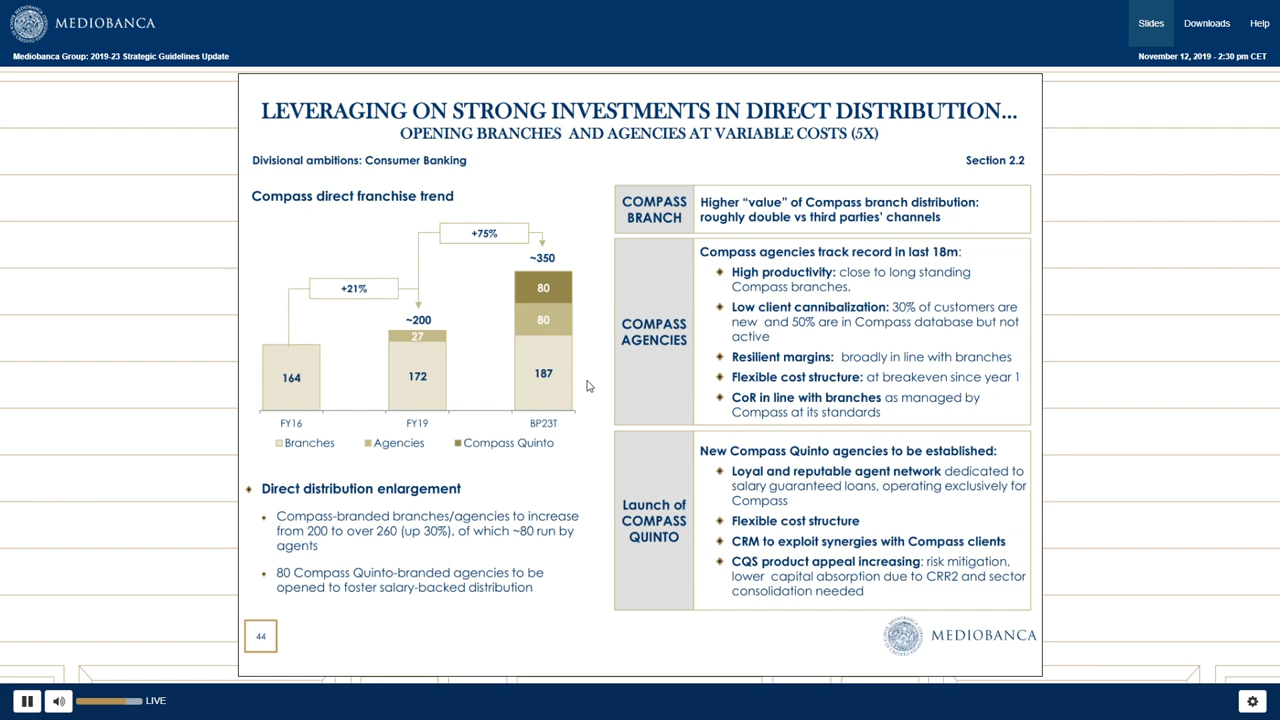 MEDIOBANCA
Slides
Downloads
Help
Mediobanca Group: 2019-23 Strategic Guidelines Update
November 12, 2019 - 2:30 pm CET
LEVERAGING ON STRONG INVESTMENTS IN DIRECT DISTRIBUTION…
OPENING BRANCHES AND AGENCIES AT VARIABLE COSTS (5X)
Divisional ambitions: Consumer Banking
Section 2.2
Compass direct franchise trend
+75%
~350
+21%
80
~200
80
27
164
172
187
FY16
FY19
BP23T
Branches
Agencies
Compass Quinto
Direct distribution enlargement
Compass-branded branches/agencies to increase
from 200 to over 260 (up 30%), of which ~80 run by
agents
80 Compass Quinto-branded agencies to be
opened to foster salary-backed distribution
COMPASS
BRANCH
Higher “value” of Compass branch distribution:
roughly double vs third parties’ channels
COMPASS
AGENCIES
Compass agencies track record in last 18m:
High productivity: close to long standing
Compass branches.
Low client cannibalization: 30% of customers are
new and 50% are in Compass database but not
active
Resilient margins: broadly in line with branches
Flexible cost structure: at breakeven since year 1
CoR in line with branches as managed by
Compass at its standards
Launch of
COMPASS
QUINTO
New Compass Quinto agencies to be established:
Loyal and reputable agent network dedicated to
salary guaranteed loans, operating exclusively for
Compass
Flexible cost structure
CRM to exploit synergies with Compass clients
CQS product appeal increasing: risk mitigation,
lower capital absorption due to CRR2 and sector
consolidation needed
44
MEDIOBANCA
LIVE